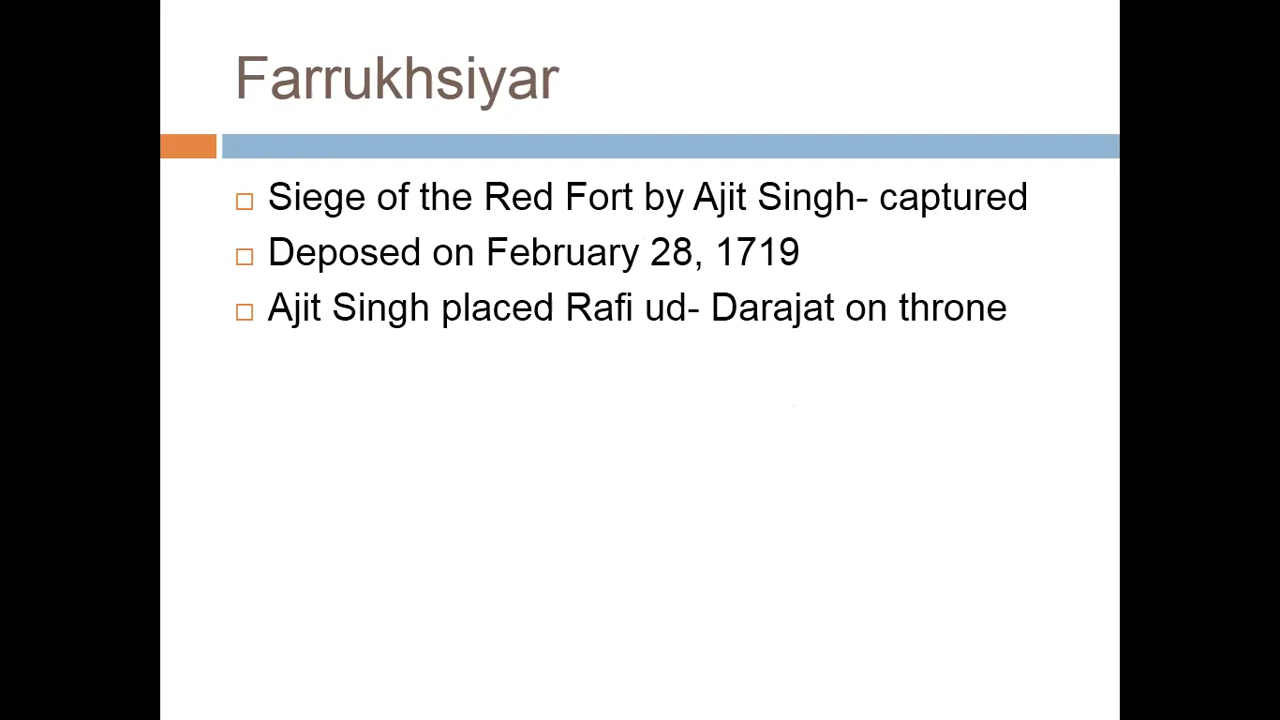 Farrukhsiyar
Siege of the Red Fort by Ajit Singh- captured
Deposed on February 28, 1719
Ajit Singh placed Rafi ud- Darajat on throne